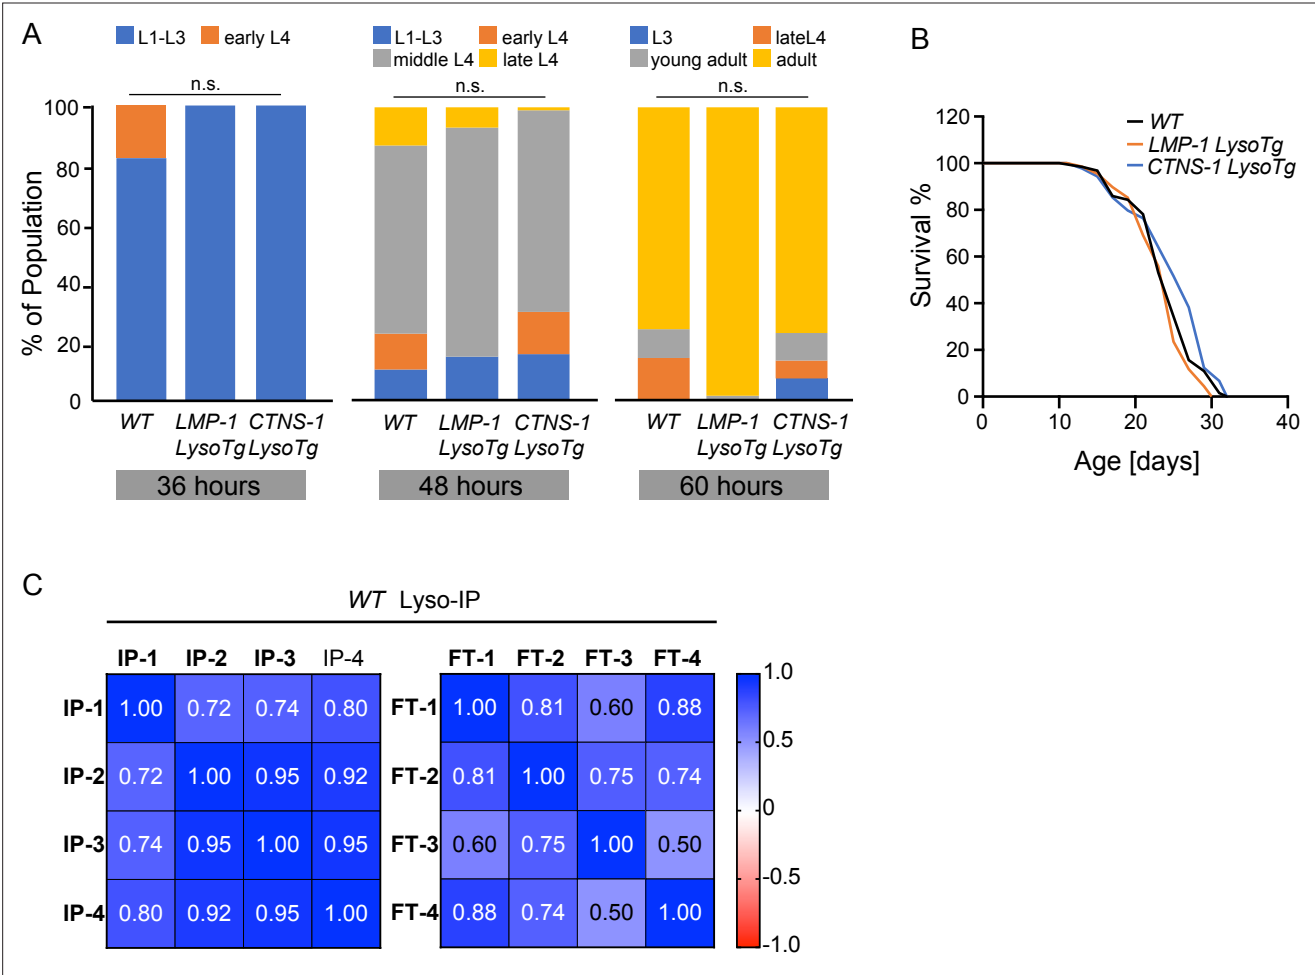 A
L1-L3 early L4
n.s.
% of Population
100
80
60
40
20
0
WT LMP-1 CTNS-1
LysoTg LysoTg
36 hours
L1-L3 early L4
middle L4 late L4
n.s.
WT LMP-1 CTNS-1
LysoTg LysoTg
48 hours
L3 lateL4
young adult adult
n.s.
WT LMP-1 CTNS-1
LysoTg LysoTg
60 hours
B
WT
LMP-1 LysoTg
CTNS-1 LysoTg
Survival %
120
100
80
60
40
20
0
0 10 20 30 40
Age [days]
C
WT Lyso-IP
IP-1 IP-2 IP-3 IP-4
IP-1 1.00 0.72 0.74 0.80
IP-2 0.72 1.00 0.95 0.92
IP-3 0.74 0.95 1.00 0.95
IP-4 0.80 0.92 0.95 1.00
FT-1 FT-2 FT-3 FT-4
FT-1 1.00 0.81 0.60 0.88
FT-2 0.81 1.00 0.75 0.74
FT-3 0.60 0.75 1.00 0.50
FT-4 0.88 0.74 0.50 1.00
1.0
0.5
0
-0.5
-1.0